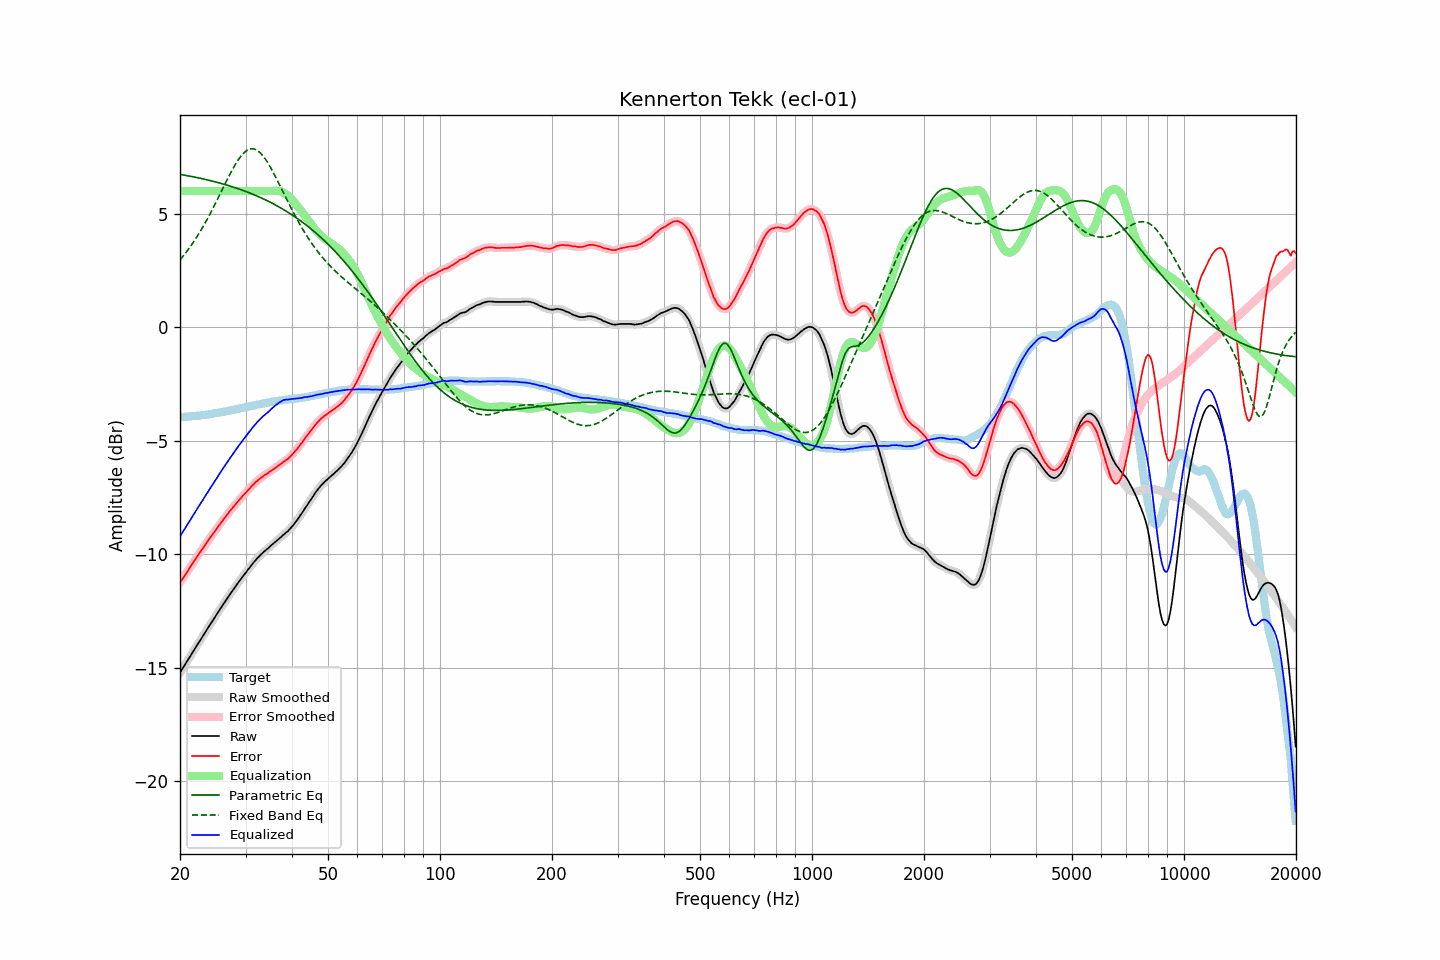 Kennerton Tekk (ecl-01)
Amplitude (dBr)
5
0
−5
−10
−15
−20
Target
Raw Smoothed
Error Smoothed
Raw
Error
Equalization
Parametric Eq
Fixed Band Eq
Equalized
20 50 100 200 500 1000 2000 5000 10000 20000
Frequency (Hz)